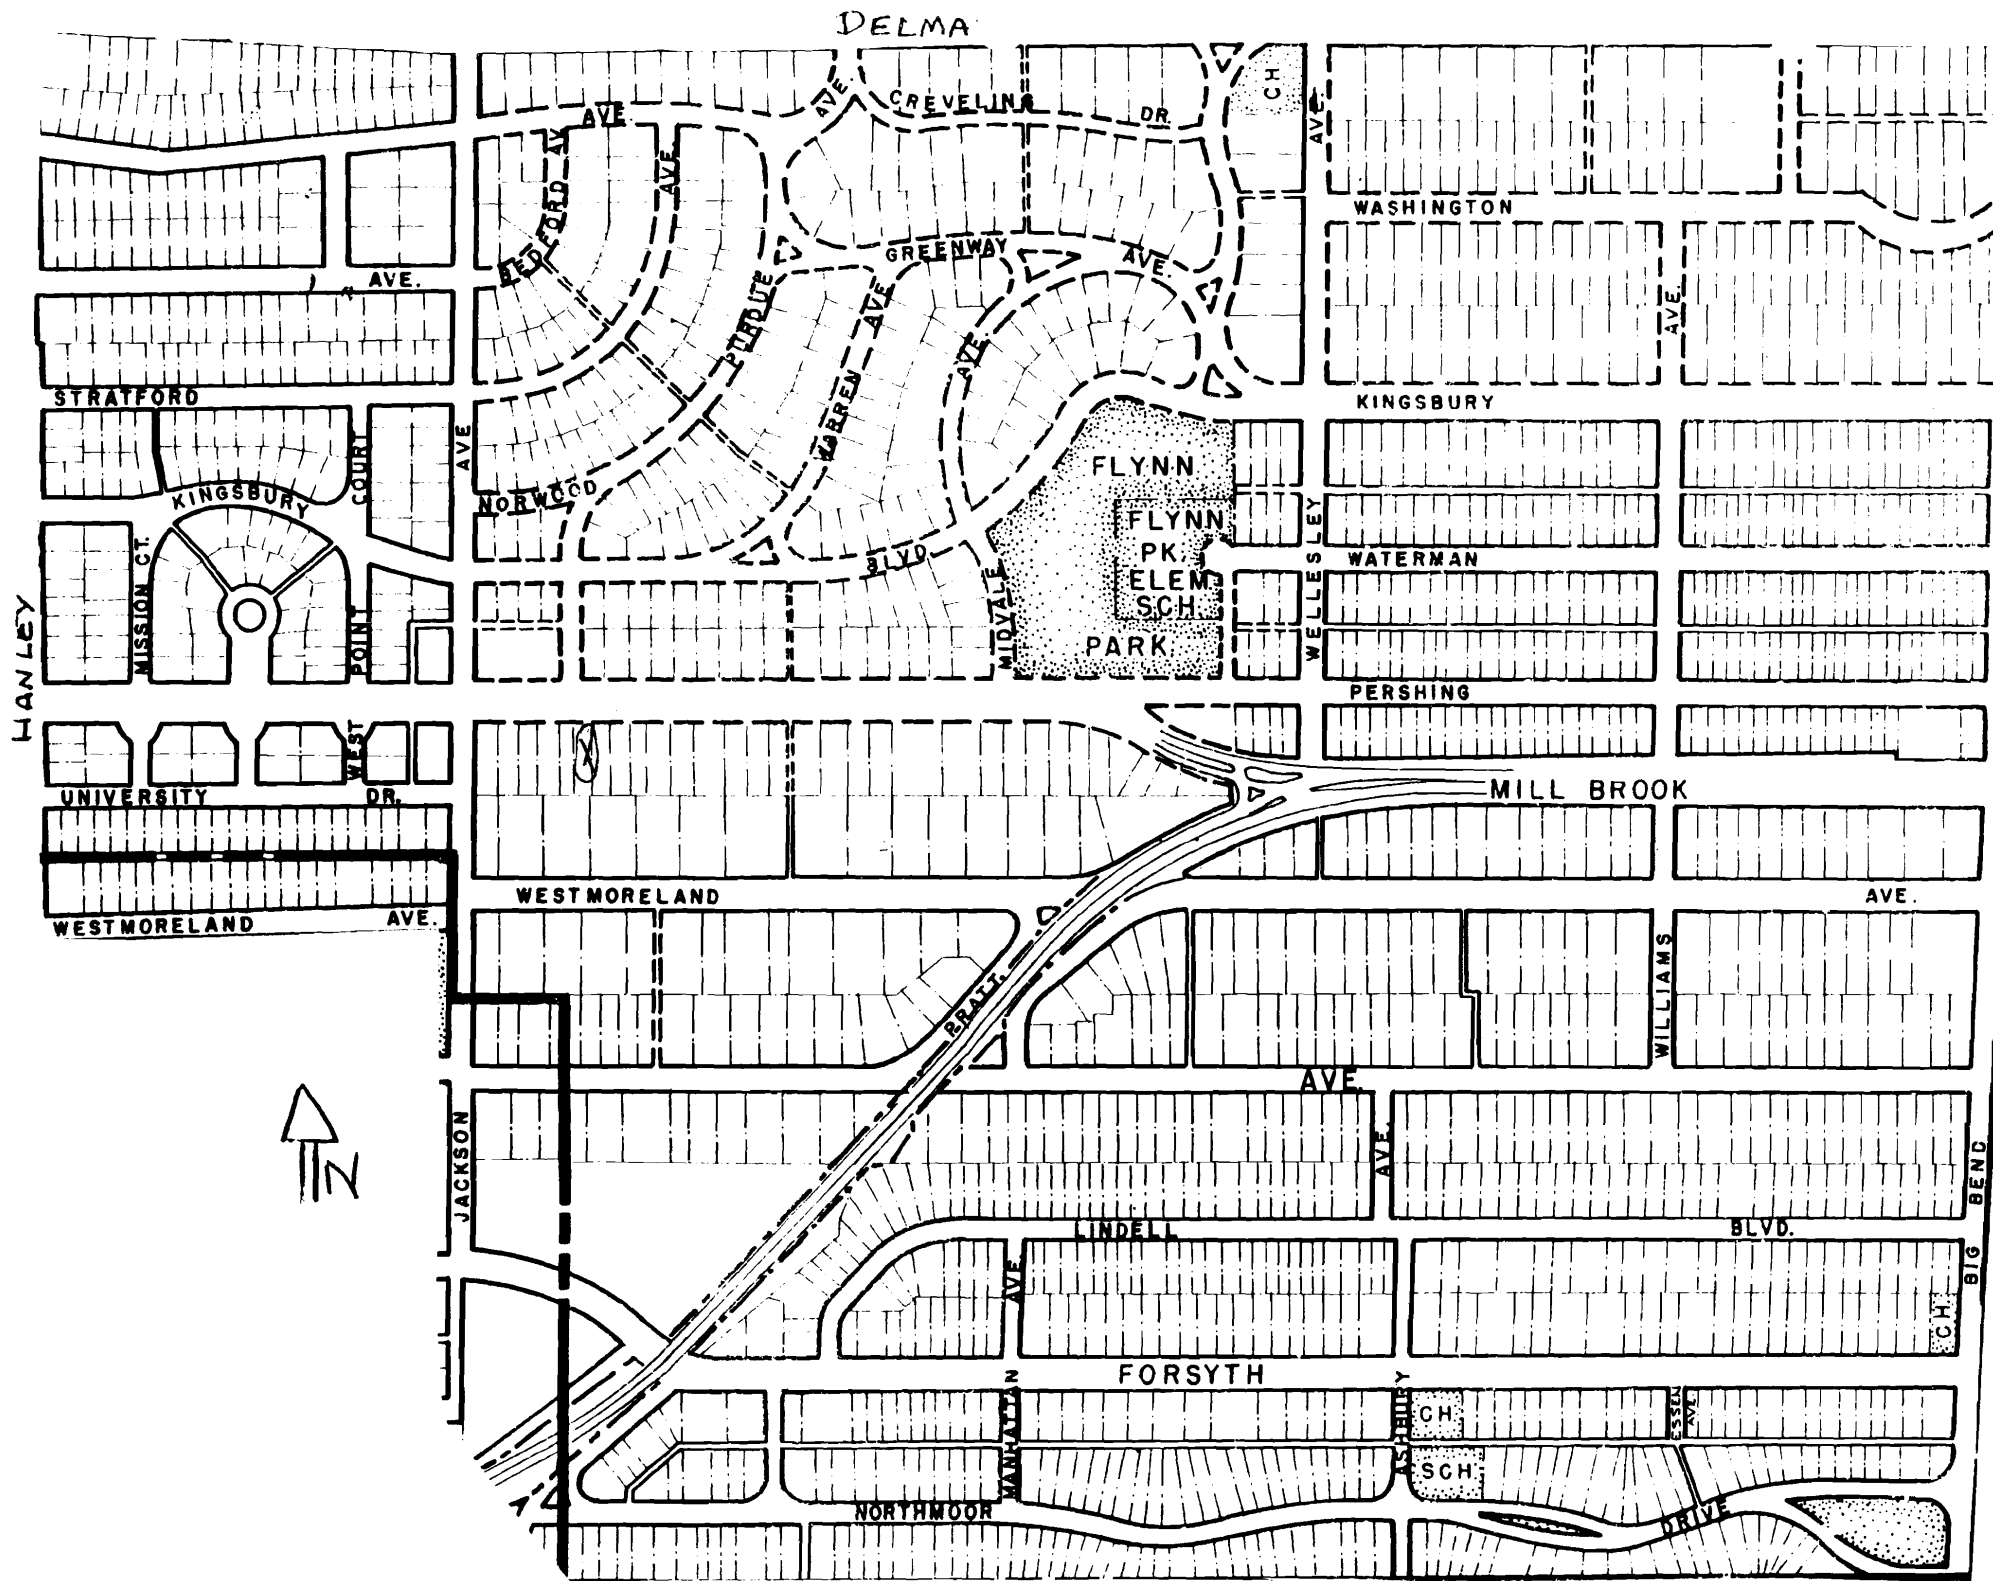 DELMA
CREVELING
DR.
AVE.
CH
AVE.
AVE.
BEDFORD AV
AVE.
WASHINGTON
GREENWAY
AVE.
AVE.
PURDUE
WARREN AVE.
AVE.
AVE.
STRATFORD
KINGSBURY
AVE
COURT
KINGSBURY
NORWOOD
FLYNN
FLYNN
PK.
ELEM
SCH.
PARK
WELLESLEY
WATERMAN
BLVD.
MIDVALE
MISSION CT.
POINT
HANLEY
PERSHING
WEST
X
UNIVERSITY
DR.
MILL BROOK
WESTMORELAND
AVE.
WESTMORELAND
AVE.
WILLIAMS
PRATT.
AVE.
N
JACKSON
AVE.
BIG BEND
LINDELL
BLVD.
AVE.
CH.
FORSYTH
MANHATTAN
ASHBURY
CH.
ESSEN
AVE.
SCH.
NORTHMOOR
DRIVE